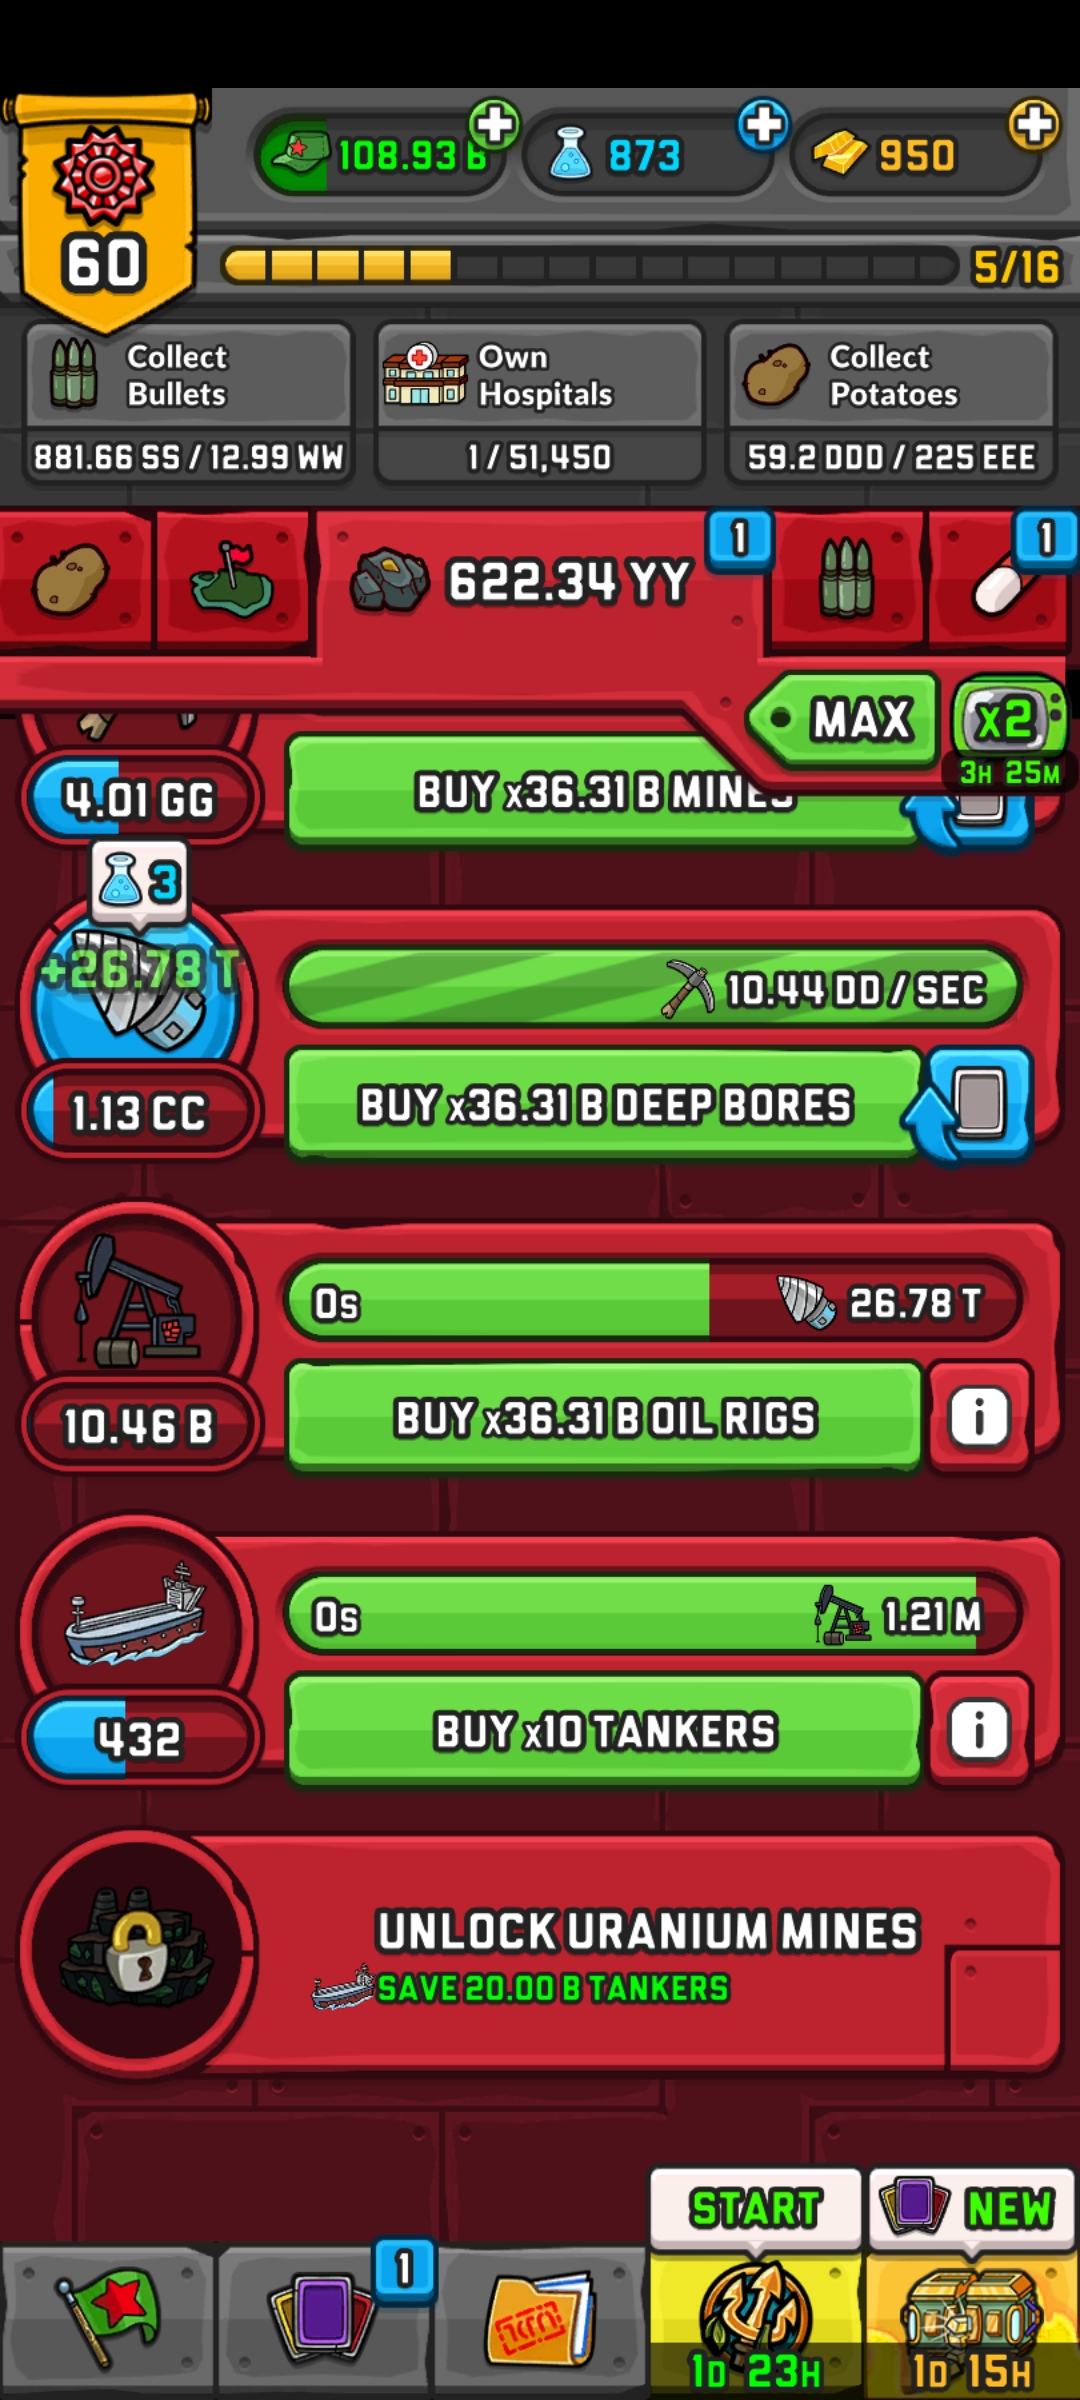 60
108.93 B
873
950
5/16
Collect
Bullets
881.66 SS / 12.99 WW
Own
Hospitals
1 / 51,450
Collect
Potatoes
59.2 DDD / 225 EEE
622.34 YY
1
1
MAX
x2
3H 25M
4.01 GG
BUY x36.31 B MINES
3
+26.78 T
10.44 DD / SEC
1.13 CC
BUY x36.31 B DEEP BORES
0s
26.78 T
10.46 B
BUY x36.31 B OIL RIGS
i
0s
1.21 M
432
BUY x10 TANKERS
i
UNLOCK URANIUM MINES
SAVE 20.00 B TANKERS
START
NEW
1
1D 23H
1D 15H